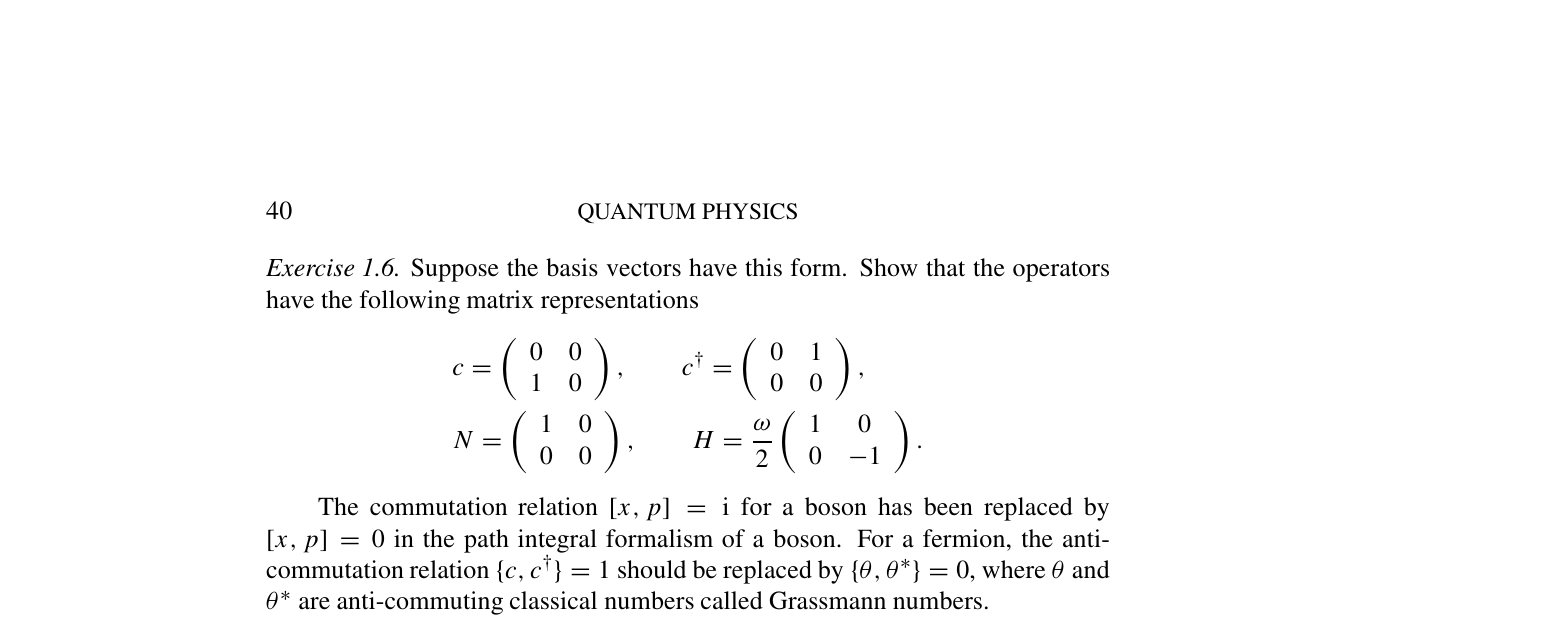 40 QUANTUM PHYSICS
Exercise 1.6. Suppose the basis vectors have this form. Show that the operators
have the following matrix representations
c = ( 0 0 ; 1 0 ), c† = ( 0 1 ; 0 0 ),
N = ( 1 0 ; 0 0 ), H = ω/2 ( 1 0 ; 0 −1 ).
The commutation relation [x, p] = i for a boson has been replaced by
[x, p] = 0 in the path integral formalism of a boson. For a fermion, the anti-
commutation relation {c, c†} = 1 should be replaced by {θ, θ*} = 0, where θ and
θ* are anti-commuting classical numbers called Grassmann numbers.